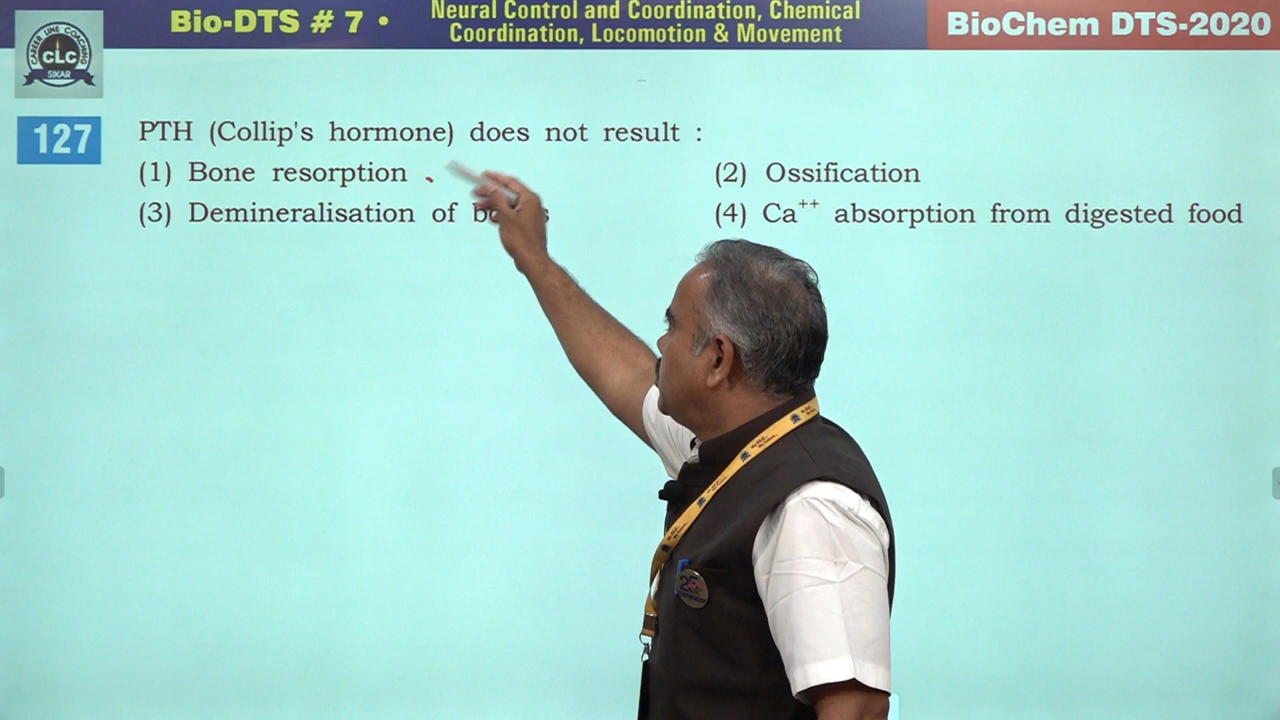 Bio-DTS # 7 •
Neural Control and Coordination, Chemical
Coordination, Locomotion & Movement
BioChem DTS-2020
CAREER LINE COACHING
CLC
SIKAR
127
PTH (Collip's hormone) does not result :
(1) Bone resorption
(2) Ossification
(3) Demineralisation of
(4) Ca++ absorption from digested food
25